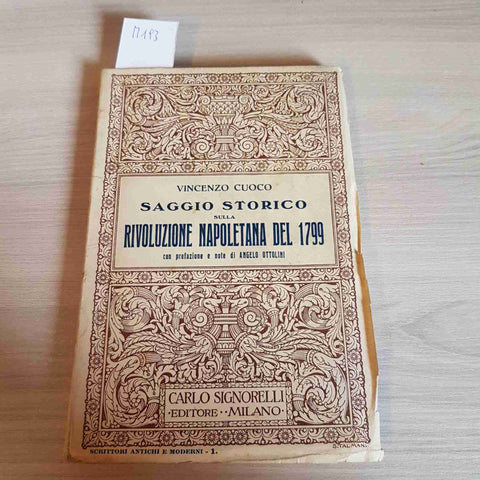 M193
VINCENZO CUOCO
SAGGIO STORICO
SULLA
RIVOLUZIONE NAPOLETANA DEL 1799
con prefazione e note di ANGELO OTTOLINI
CARLO SIGNORELLI
·EDITORE··MILANO·
SCRITTORI ANTICHI E MODERNI - 1.